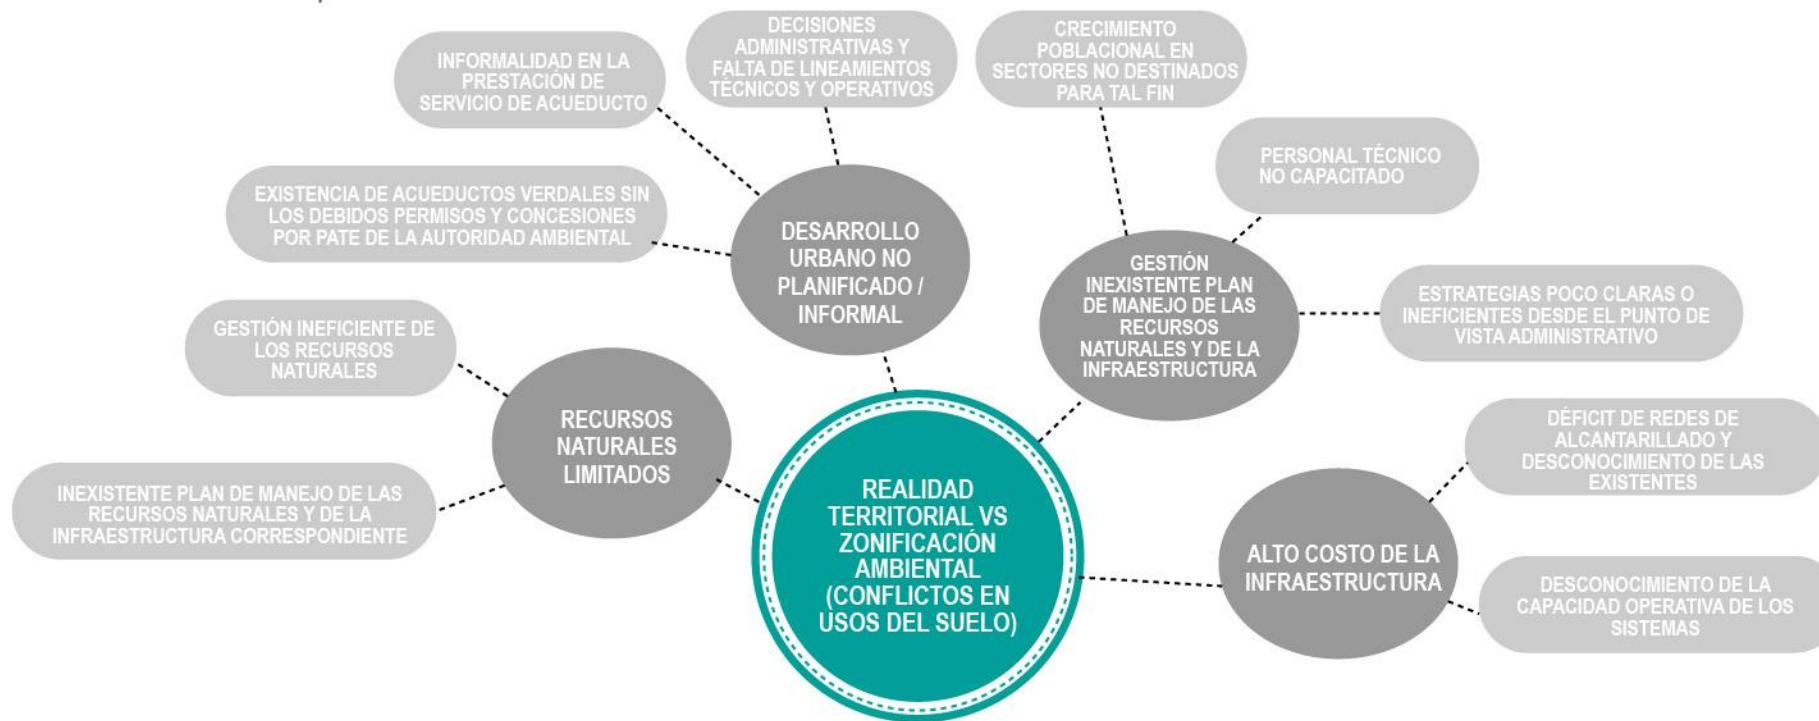 INFORMALIDAD EN LA
PRESTACIÓN DE
SERVICIO DE ACUEDUCTO
DECISIONES
ADMINISTRATIVAS Y
FALTA DE LINEAMIENTOS
TÉCNICOS Y OPERATIVOS
CRECIMIENTO
POBLACIONAL EN
SECTORES NO DESTINADOS
PARA TAL FIN
PERSONAL TÉCNICO
NO CAPACITADO
EXISTENCIA DE ACUEDUCTOS VERDALES SIN
LOS DEBIDOS PERMISOS Y CONCESIONES
POR PATE DE LA AUTORIDAD AMBIENTAL
DESARROLLO
URBANO NO
PLANIFICADO /
INFORMAL
GESTIÓN
INEXISTENTE PLAN
DE MANEJO DE LAS
RECURSOS
NATURALES Y DE LA
INFRAESTRUCTURA
ESTRATEGIAS POCO CLARAS O
INEFICIENTES DESDE EL PUNTO DE
VISTA ADMINISTRATIVO
GESTIÓN INEFICIENTE DE
LOS RECURSOS
NATURALES
RECURSOS
NATURALES
LIMITADOS
INEXISTENTE PLAN DE MANEJO DE LAS
RECURSOS NATURALES Y DE LA
INFRAESTRUCTURA CORRESPONDIENTE
REALIDAD
TERRITORIAL VS
ZONIFICACIÓN
AMBIENTAL
(CONFLICTOS EN
USOS DEL SUELO)
DÉFICIT DE REDES DE
ALCANTARILLADO Y
DESCONOCIMIENTO DE LAS
EXISTENTES
ALTO COSTO DE LA
INFRAESTRUCTURA
DESCONOCIMIENTO DE LA
CAPACIDAD OPERATIVA DE LOS
SISTEMAS